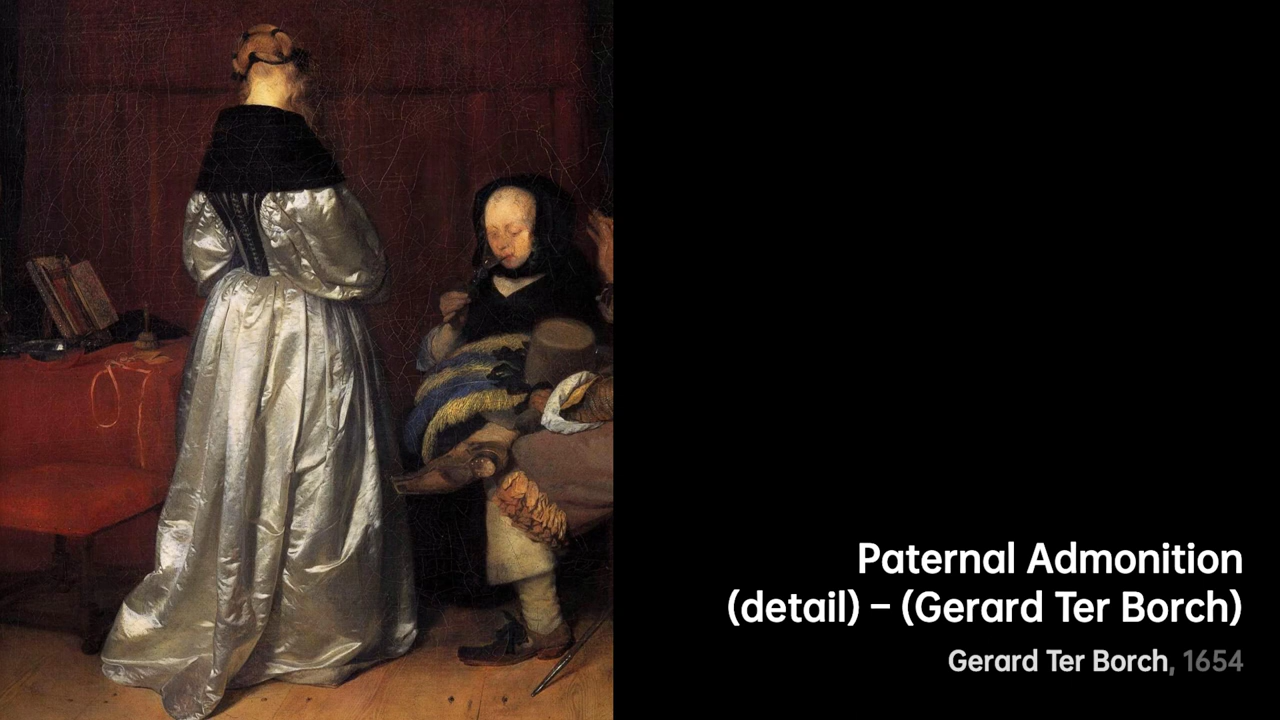 Paternal Admonition
(detail) – (Gerard Ter Borch)
Gerard Ter Borch, 1654